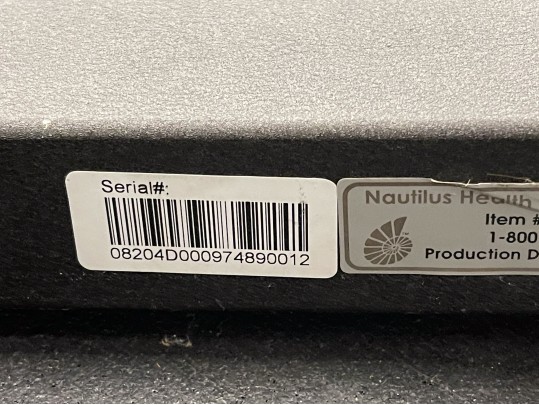 Serial#:
08204D000974890012
Nautilus Health
Item #
1-800
Production D